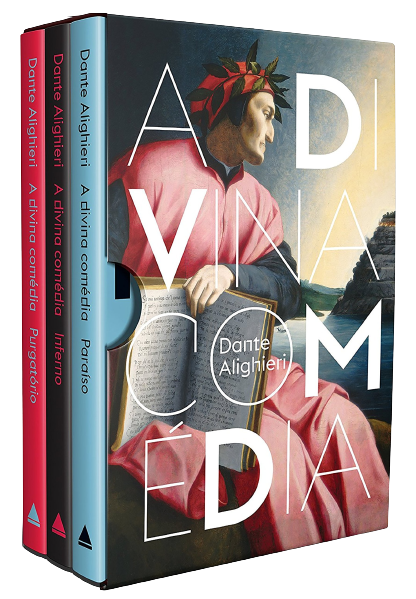 Dante Alighieri A divina comédia Purgatório
Dante Alighieri A divina comédia Inferno
Dante Alighieri A divina comédia Paraíso
A DI
VINA
COM
ÉDIA
Dante
Alighieri